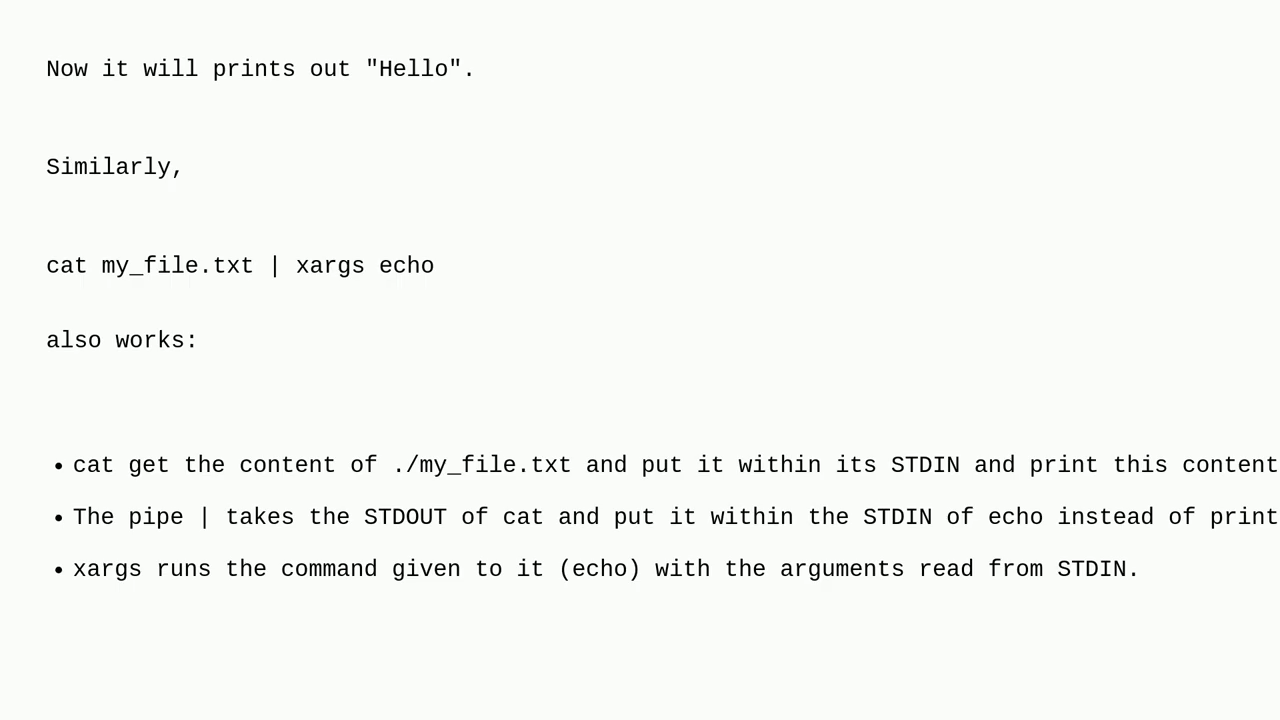 Now it will prints out "Hello".
Similarly,
cat my_file.txt | xargs echo
also works:
• cat get the content of ./my_file.txt and put it within its STDIN and print this content
• The pipe | takes the STDOUT of cat and put it within the STDIN of echo instead of print
• xargs runs the command given to it (echo) with the arguments read from STDIN.